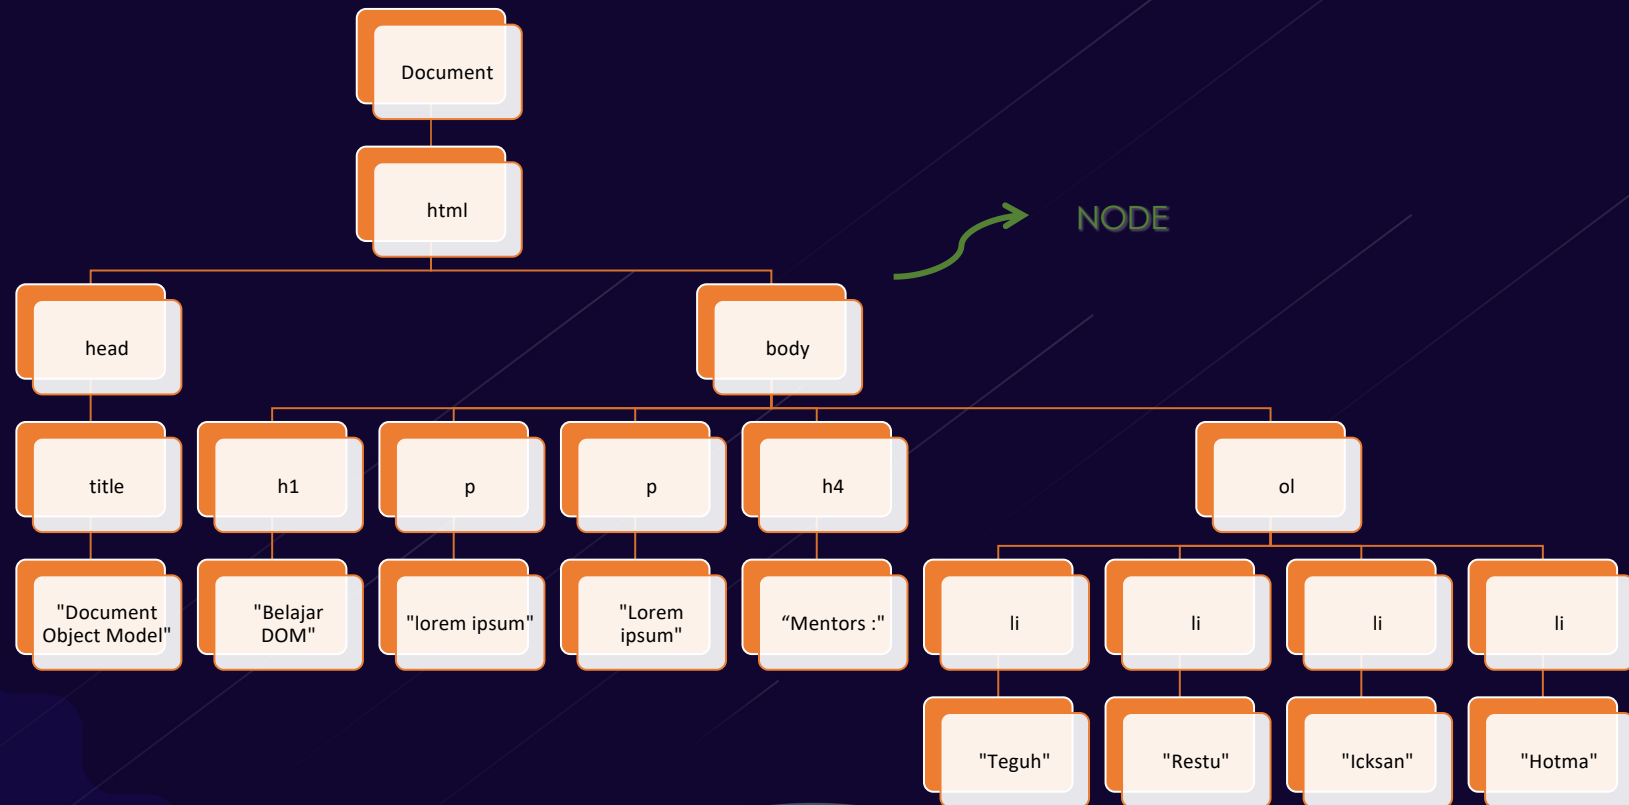 Document
html
NODE
head
body
title
h1
p
p
h4
ol
"Document
Object Model"
"Belajar
DOM"
"lorem ipsum"
"Lorem
ipsum"
“Mentors :"
li
li
li
li
"Teguh"
"Restu"
"Icksan"
"Hotma"